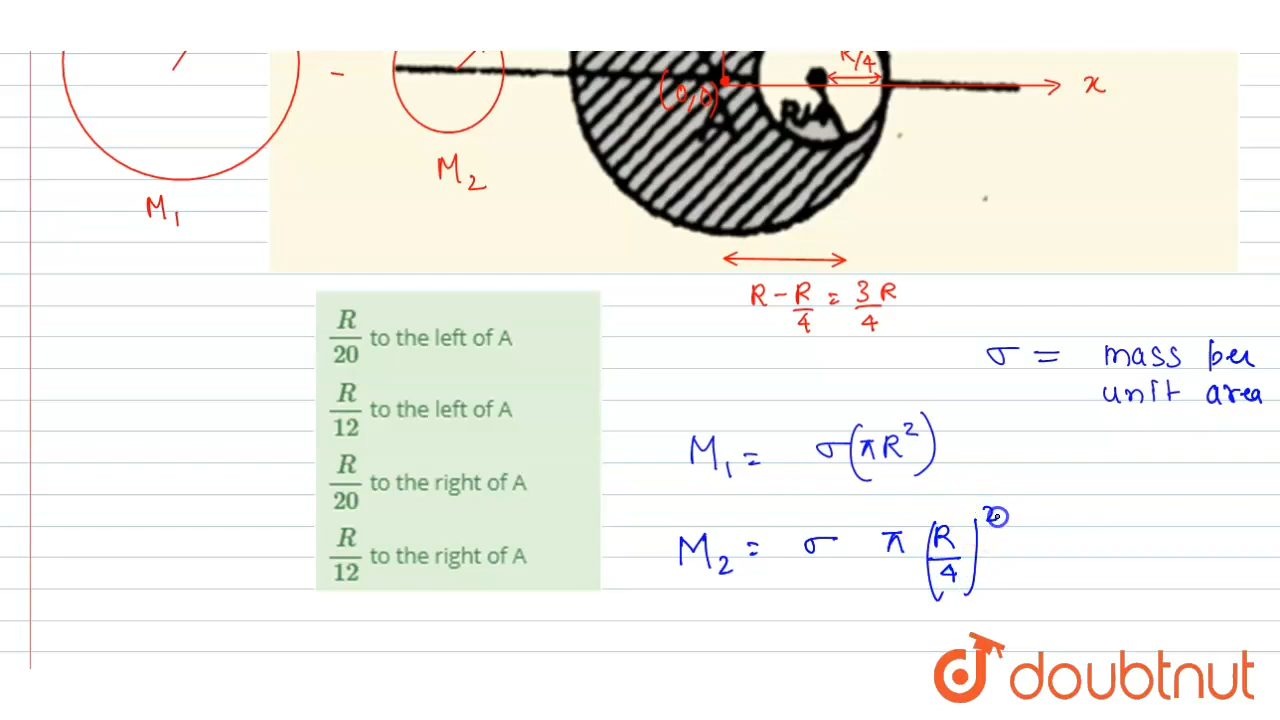 R/4
(0,0)
x
A
R/4
M₂
M₁
R - R/4 = 3R/4
R/20 to the left of A
R/12 to the left of A
R/20 to the right of A
R/12 to the right of A
σ = mass per
unit area
M₁ = σ(πR²)
M₂ = σ π (R/4)²
doubtnut